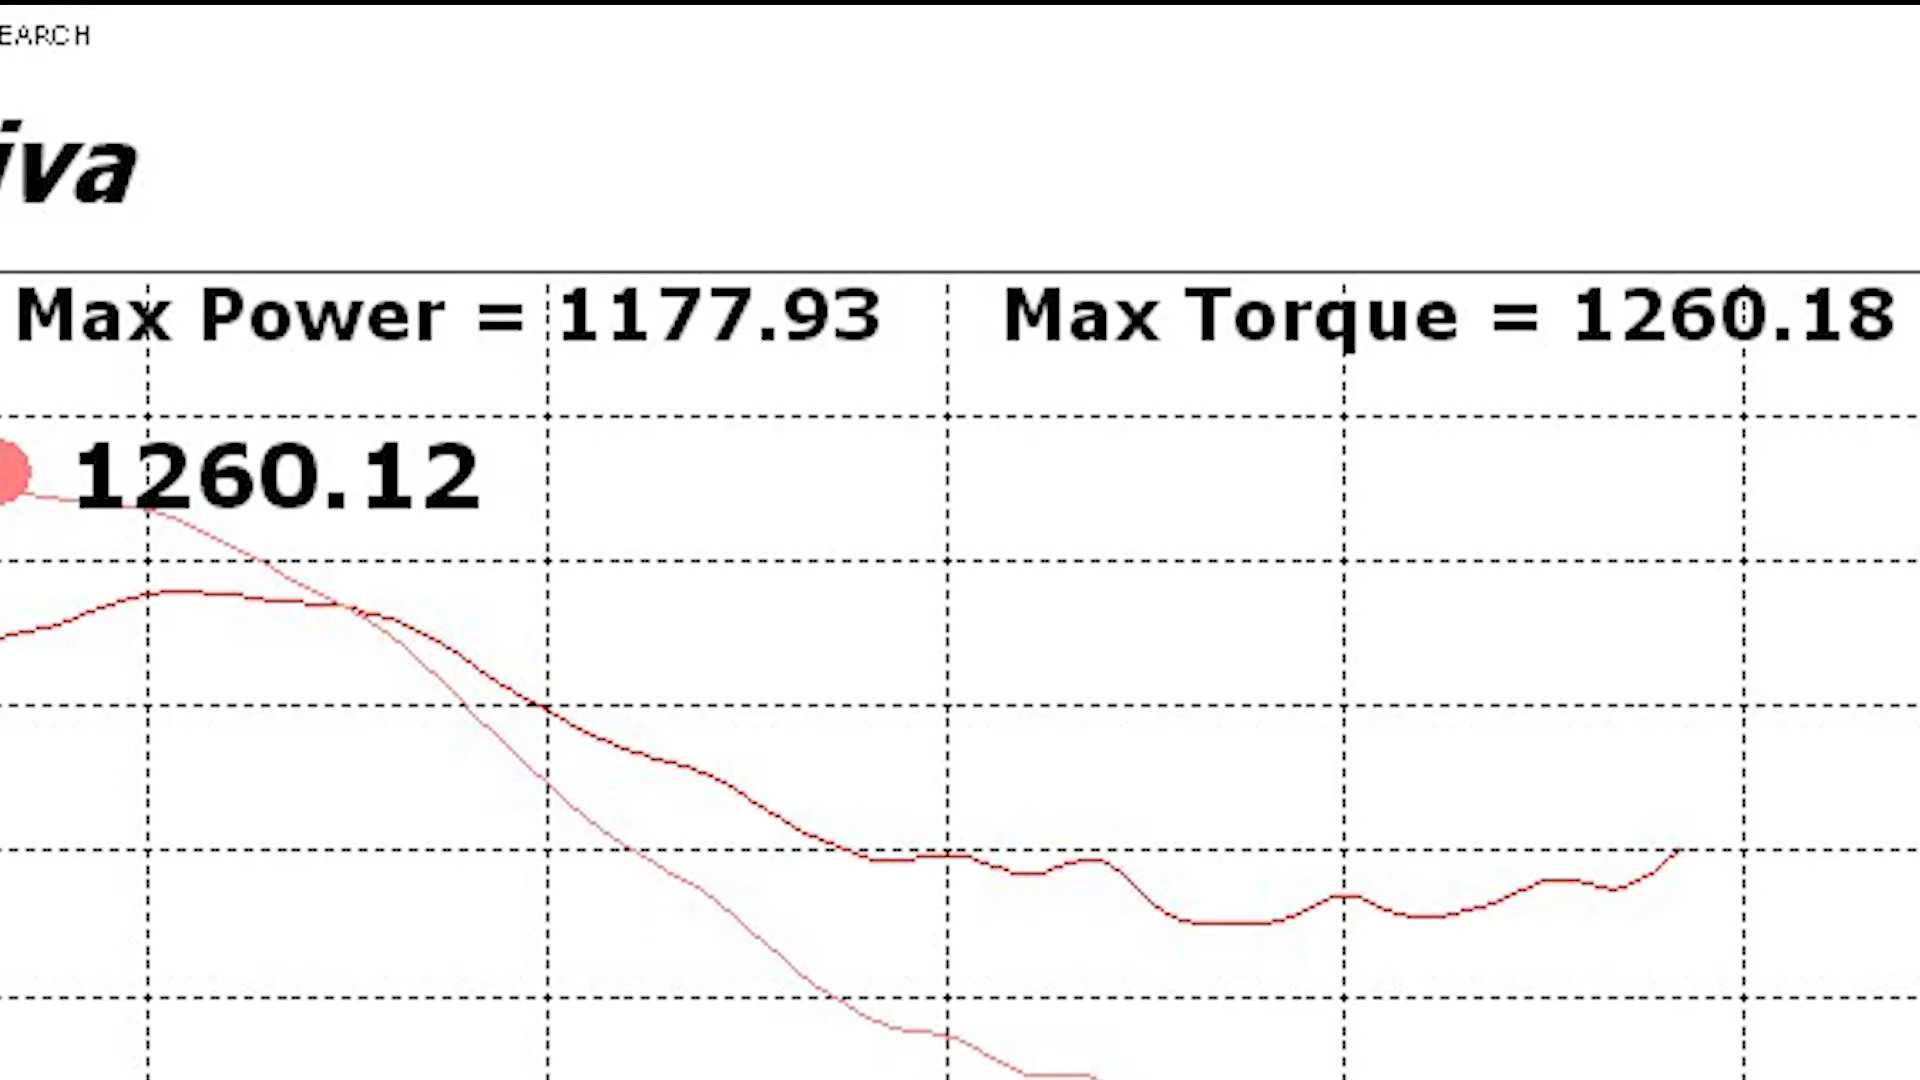 EARCH
iva
Max Power = 1177.93 Max Torque = 1260.18
1260.12